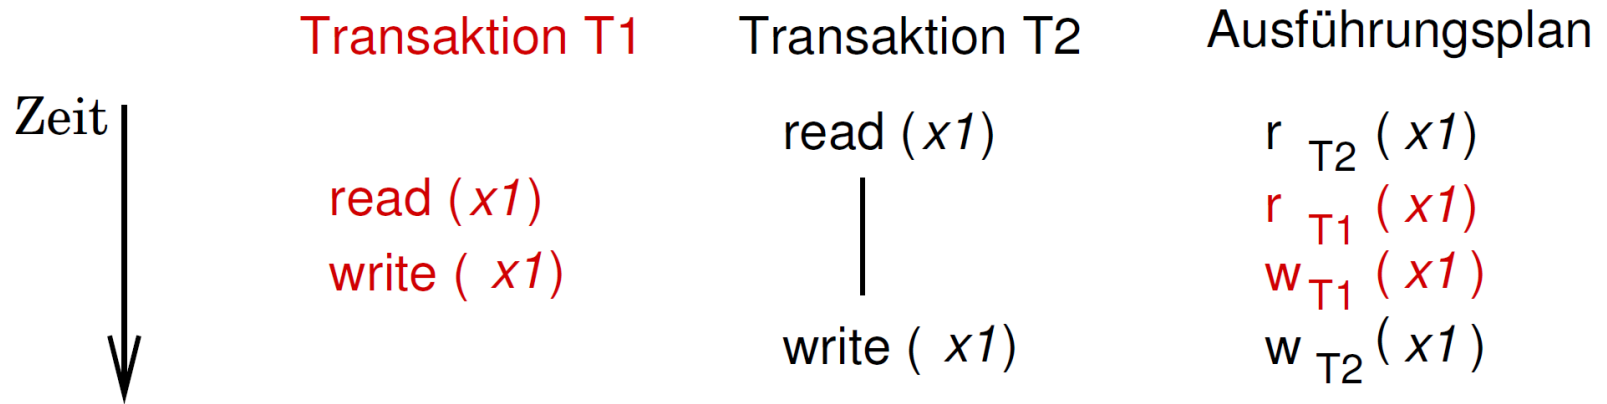 Transaktion T1 Transaktion T2 Ausführungsplan
Zeit read (x1) r T2 (x1)
read (x1) r T1 (x1)
write ( x1) w T1 (x1)
write ( x1) w T2 (x1)